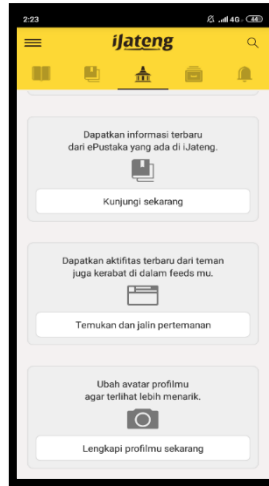 2:23
4G
44
iJateng
Dapatkan informasi terbaru
dari ePustaka yang ada di iJateng.
Kunjungi sekarang
Dapatkan aktifitas terbaru dari teman
juga kerabat di dalam feeds mu.
Temukan dan jalin pertemanan
Ubah avatar profilmu
agar terlihat lebih menarik.
Lengkapi profilmu sekarang